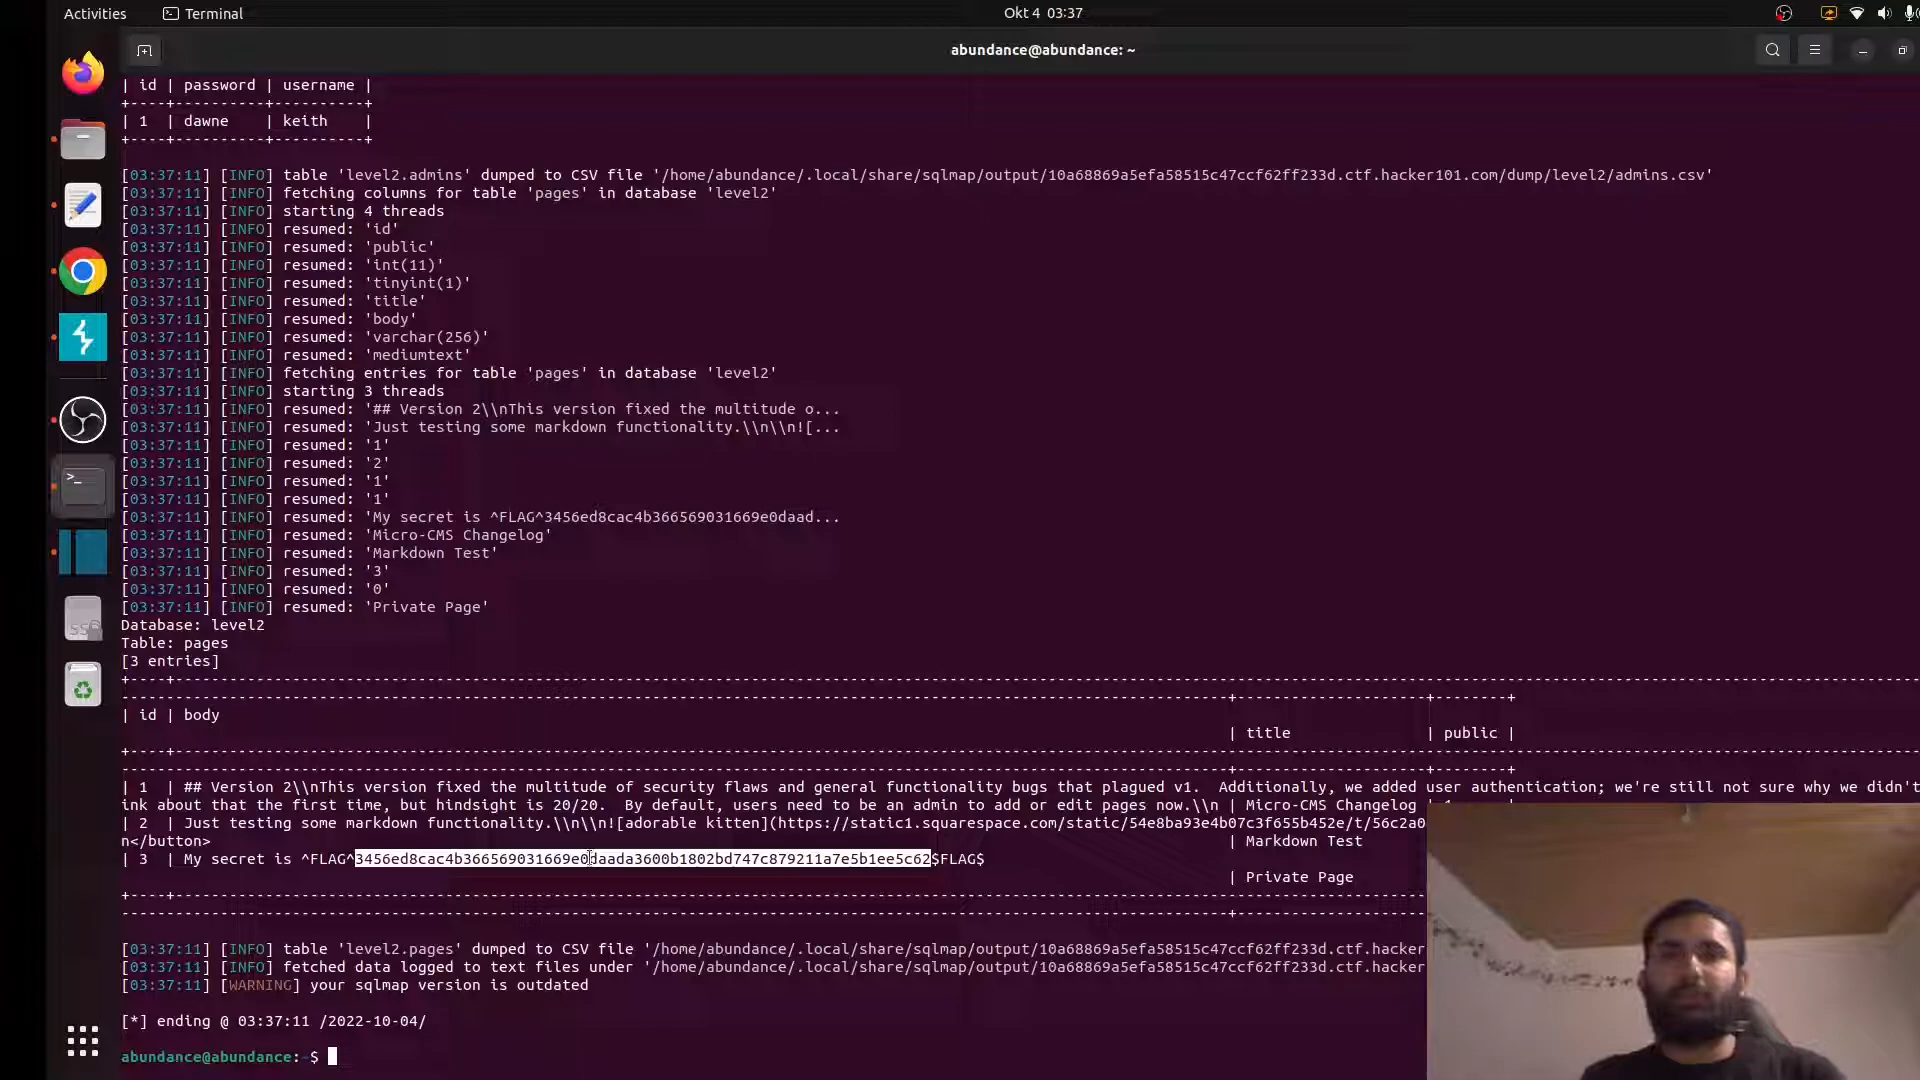 Activities
Terminal
Okt 4 03:37
abundance@abundance: ~
| id | password | username |
+----+----------+----------+
| 1 | dawne | keith |
+----+----------+----------+
[03:37:11] [INFO] table 'level2.admins' dumped to CSV file '/home/abundance/.local/share/sqlmap/output/10a68869a5efa58515c47ccf62ff233d.ctf.hacker101.com/dump/level2/admins.csv'
[03:37:11] [INFO] fetching columns for table 'pages' in database 'level2'
[03:37:11] [INFO] starting 4 threads
[03:37:11] [INFO] resumed: 'id'
[03:37:11] [INFO] resumed: 'public'
[03:37:11] [INFO] resumed: 'int(11)'
[03:37:11] [INFO] resumed: 'tinyint(1)'
[03:37:11] [INFO] resumed: 'title'
[03:37:11] [INFO] resumed: 'body'
[03:37:11] [INFO] resumed: 'varchar(256)'
[03:37:11] [INFO] resumed: 'mediumtext'
[03:37:11] [INFO] fetching entries for table 'pages' in database 'level2'
[03:37:11] [INFO] starting 3 threads
[03:37:11] [INFO] resumed: '## Version 2\\nThis version fixed the multitude o...
[03:37:11] [INFO] resumed: 'Just testing some markdown functionality.\\n\\n![...
[03:37:11] [INFO] resumed: '1'
[03:37:11] [INFO] resumed: '2'
[03:37:11] [INFO] resumed: '1'
[03:37:11] [INFO] resumed: '1'
[03:37:11] [INFO] resumed: 'My secret is ^FLAG^3456ed8cac4b366569031669e0daad...
[03:37:11] [INFO] resumed: 'Micro-CMS Changelog'
[03:37:11] [INFO] resumed: 'Markdown Test'
[03:37:11] [INFO] resumed: '3'
[03:37:11] [INFO] resumed: '0'
[03:37:11] [INFO] resumed: 'Private Page'
Database: level2
Table: pages
[3 entries]
| id | body
| title | public |
| 1 | ## Version 2\\nThis version fixed the multitude of security flaws and general functionality bugs that plagued v1. Additionally, we added user authentication; we're still not sure why we didn't
ink about that the first time, but hindsight is 20/20. By default, users need to be an admin to add or edit pages now.\\n | Micro-CMS Changelog |
| 2 | Just testing some markdown functionality.\\n\\n![adorable kitten](https://static1.squarespace.com/static/54e8ba93e4b07c3f655b452e/t/56c2a0
n</button> | Markdown Test
| 3 | My secret is ^FLAG^3456ed8cac4b366569031669e0daada3600b1802bd747c879211a7e5b1ee5c62$FLAG$
| Private Page
[03:37:11] [INFO] table 'level2.pages' dumped to CSV file '/home/abundance/.local/share/sqlmap/output/10a68869a5efa58515c47ccf62ff233d.ctf.hacker
[03:37:11] [INFO] fetched data logged to text files under '/home/abundance/.local/share/sqlmap/output/10a68869a5efa58515c47ccf62ff233d.ctf.hacker
[03:37:11] [WARNING] your sqlmap version is outdated
[*] ending @ 03:37:11 /2022-10-04/
abundance@abundance:~$